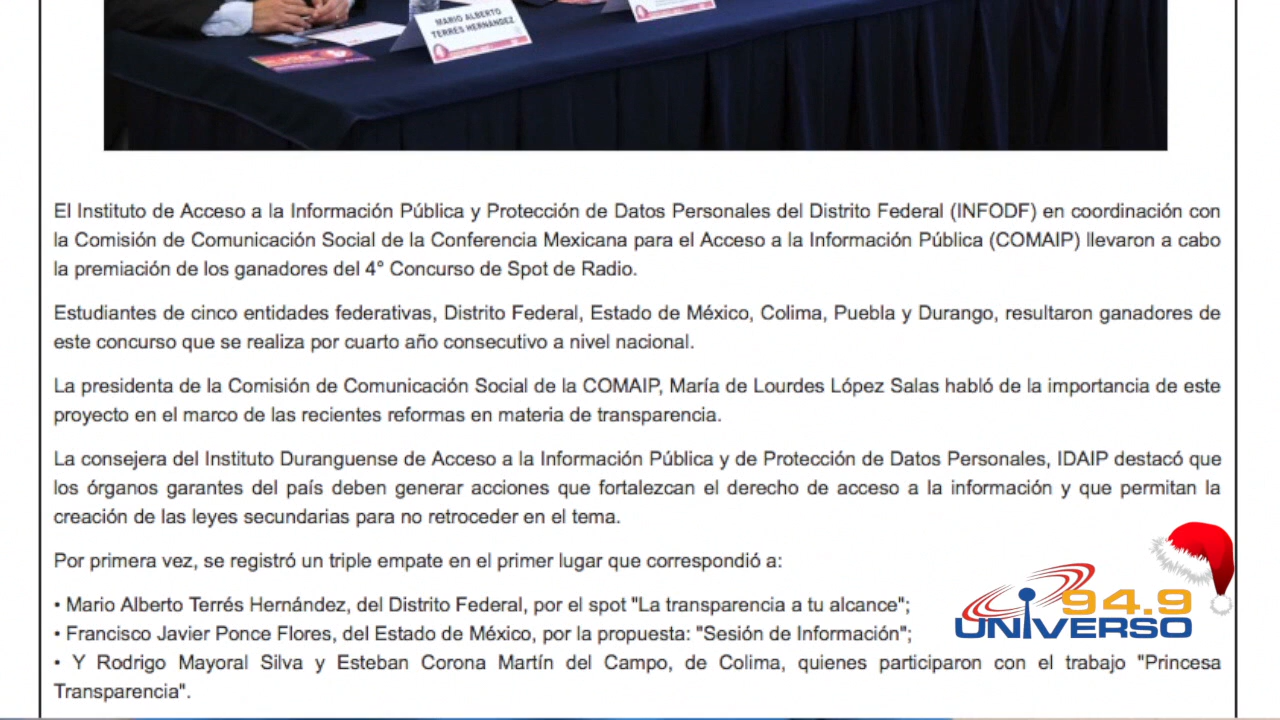 MARIO ALBERTO
TERRÉS HERNÁNDEZ
El Instituto de Acceso a la Información Pública y Protección de Datos Personales del Distrito Federal (INFODF) en coordinación con
la Comisión de Comunicación Social de la Conferencia Mexicana para el Acceso a la Información Pública (COMAIP) llevaron a cabo
la premiación de los ganadores del 4° Concurso de Spot de Radio.
Estudiantes de cinco entidades federativas, Distrito Federal, Estado de México, Colima, Puebla y Durango, resultaron ganadores de
este concurso que se realiza por cuarto año consecutivo a nivel nacional.
La presidenta de la Comisión de Comunicación Social de la COMAIP, María de Lourdes López Salas habló de la importancia de este
proyecto en el marco de las recientes reformas en materia de transparencia.
La consejera del Instituto Duranguense de Acceso a la Información Pública y de Protección de Datos Personales, IDAIP destacó que
los órganos garantes del país deben generar acciones que fortalezcan el derecho de acceso a la información y que permitan la
creación de las leyes secundarias para no retroceder en el tema.
Por primera vez, se registró un triple empate en el primer lugar que correspondió a:
• Mario Alberto Terrés Hernández, del Distrito Federal, por el spot "La transparencia a tu alcance";
• Francisco Javier Ponce Flores, del Estado de México, por la propuesta: "Sesión de Información";
• Y Rodrigo Mayoral Silva y Esteban Corona Martín del Campo, de Colima, quienes participaron con el trabajo "Princesa
Transparencia".
94.9
UNIVERSO